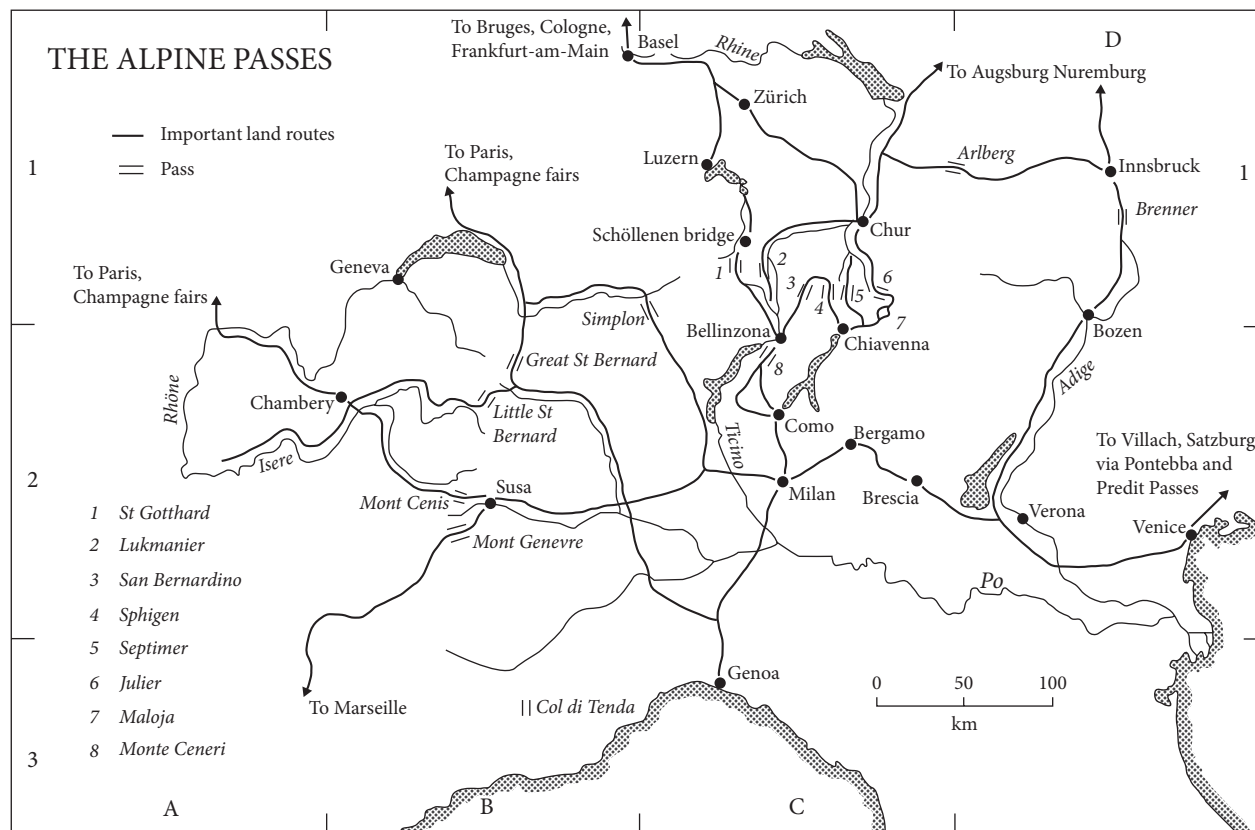 THE ALPINE PASSES
Important land routes
Pass
To Bruges, Cologne,
Frankfurt-am-Main
Basel
Rhine
D
To Augsburg Nuremburg
Zürich
1
To Paris,
Champagne fairs
Luzern
Arlberg
Innsbruck
1
Brenner
Schöllenen bridge
Chur
Geneva
To Paris,
Champagne fairs
1
2
3
4
5
6
7
Simplon
Bellinzona
Chiavenna
Bozen
8
Great St Bernard
Rhöne
Chambery
Little St
Bernard
Adige
Como
Ticino
Bergamo
Isere
To Villach, Satzburg
via Pontebba and
Predit Passes
2
Mont Cenis
Susa
Milan
Brescia
Verona
Venice
Mont Genevre
Po
1 St Gotthard
2 Lukmanier
3 San Bernardino
4 Sphigen
5 Septimer
6 Julier
7 Maloja
8 Monte Ceneri
To Marseille
Genoa
Col di Tenda
0 50 100
km
3
A
B
C